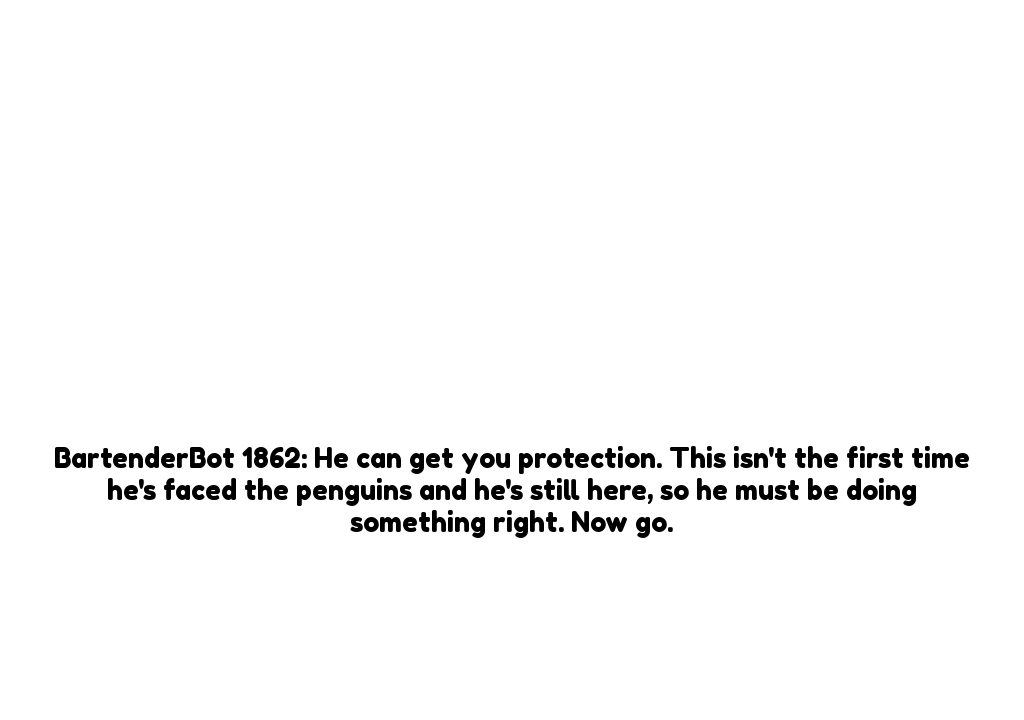 BartenderBot 1862: He can get you protection. This isn't the first time
he's faced the penguins and he's still here, so he must be doing
something right. Now go.